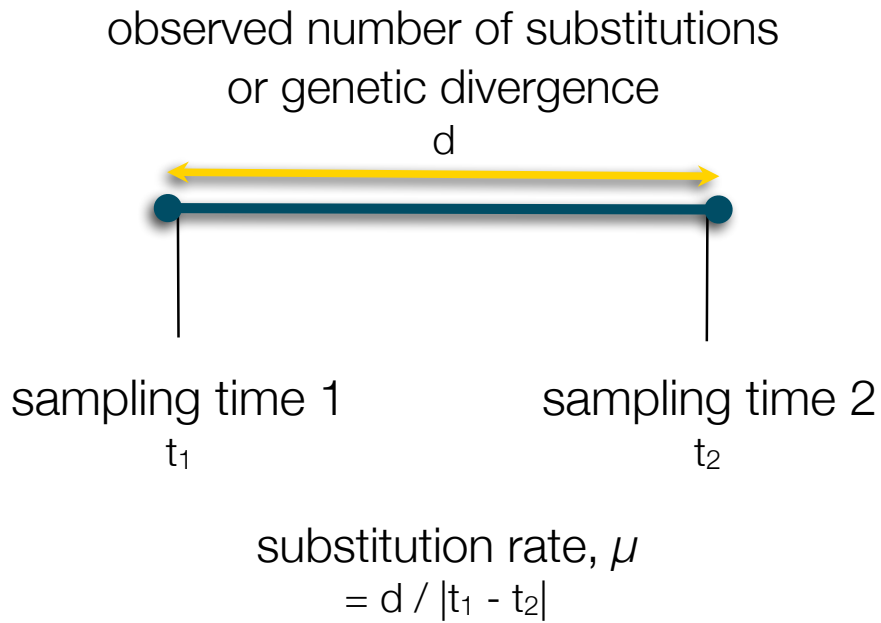 observed number of substitutions
or genetic divergence
d
sampling time 1
t₁
sampling time 2
t₂
substitution rate, μ
= d / |t₁ - t₂|